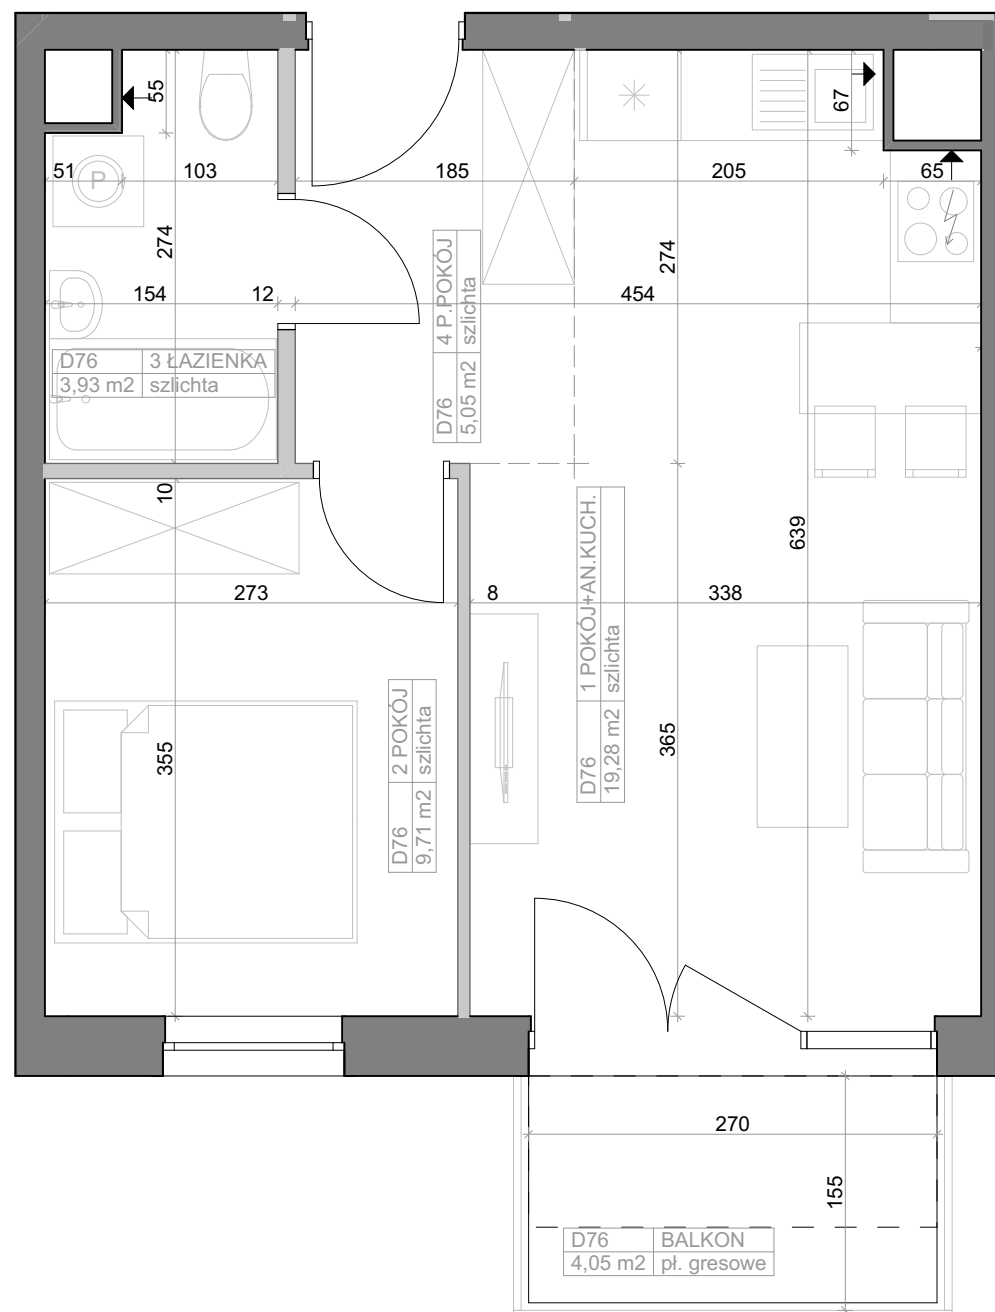 55
67
51
103
185
205
65
P
274
274
154
12
454
4 P.POKÓJ
szlichta
D76
5,05 m2
D76
3 ŁAZIENKA
3,93 m2
szlichta
10
639
1 POKÓJ+AN.KUCH.
szlichta
D76
19,28 m2
273
8
338
2 POKÓJ
szlichta
D76
9,71 m2
355
365
270
155
D76
BALKON
4,05 m2
pł. gresowe